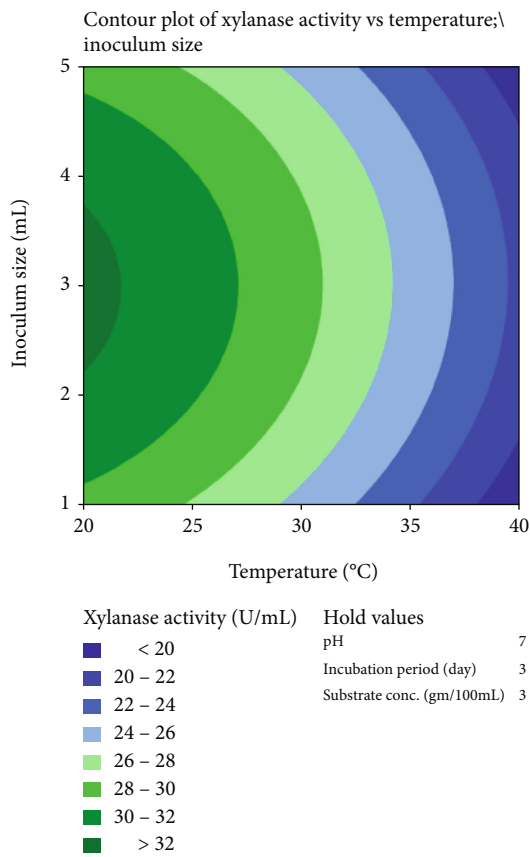 Contour plot of xylanase activity vs temperature;\
inoculum size
5
4
3
2
1
Inoculum size (mL)
20 25 30 35 40
Temperature (°C)
Xylanase activity (U/mL)
< 20
20 – 22
22 – 24
24 – 26
26 – 28
28 – 30
30 – 32
> 32
Hold values
pH 7
Incubation period (day) 3
Substrate conc. (gm/100mL) 3